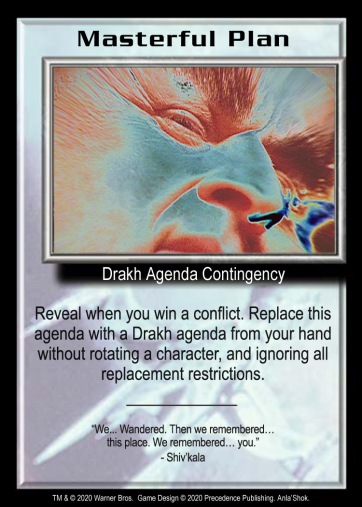 Masterful Plan
Drakh Agenda Contingency
Reveal when you win a conflict. Replace this
agenda with a Drakh agenda from your hand
without rotating a character, and ignoring all
replacement restrictions.
“We... Wandered. Then we remembered…
this place. We remembered… you.”
- Shiv’kala
TM & © 2020 Warner Bros.  Game Design © 2020 Precedence Publishing. Anla’Shok.